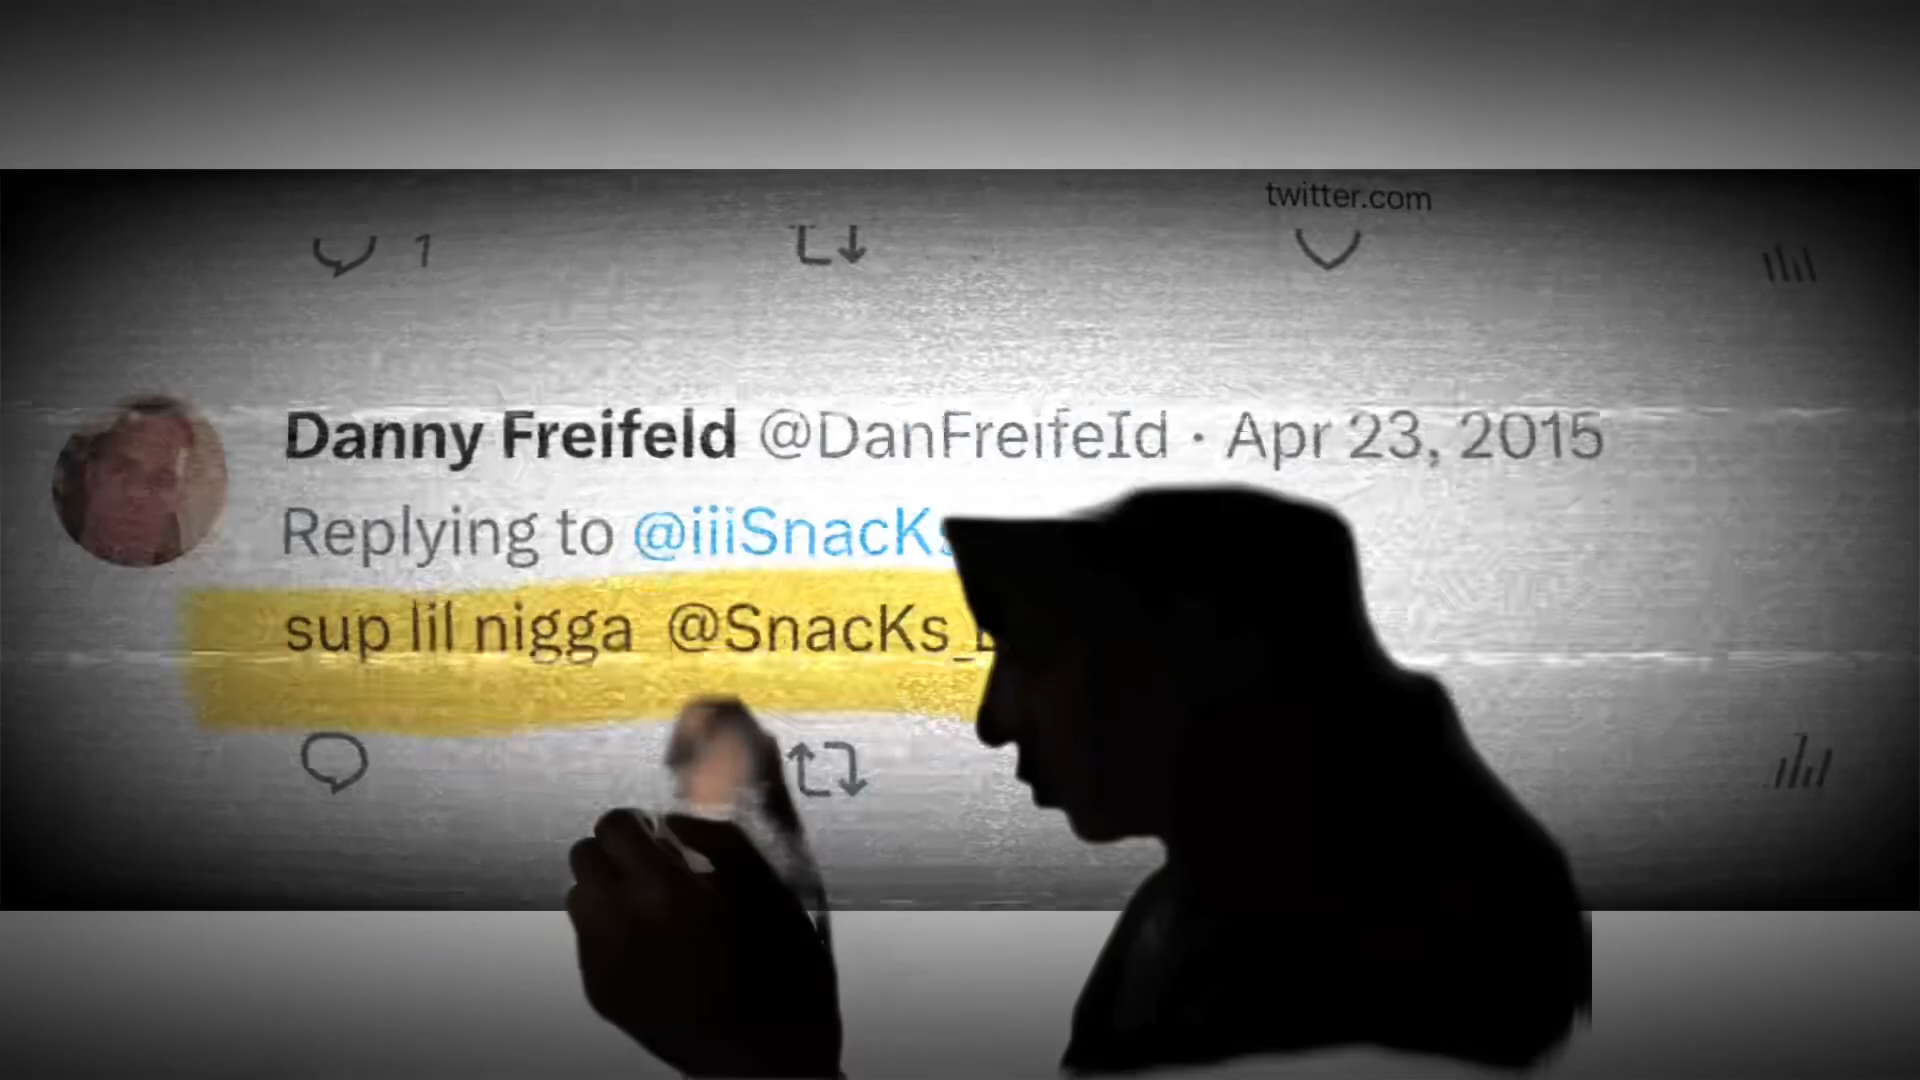 twitter.com
1
Danny Freifeld @DanFreifeId · Apr 23, 2015
Replying to @iiiSnacKs
sup lil nigga @SnacKs_